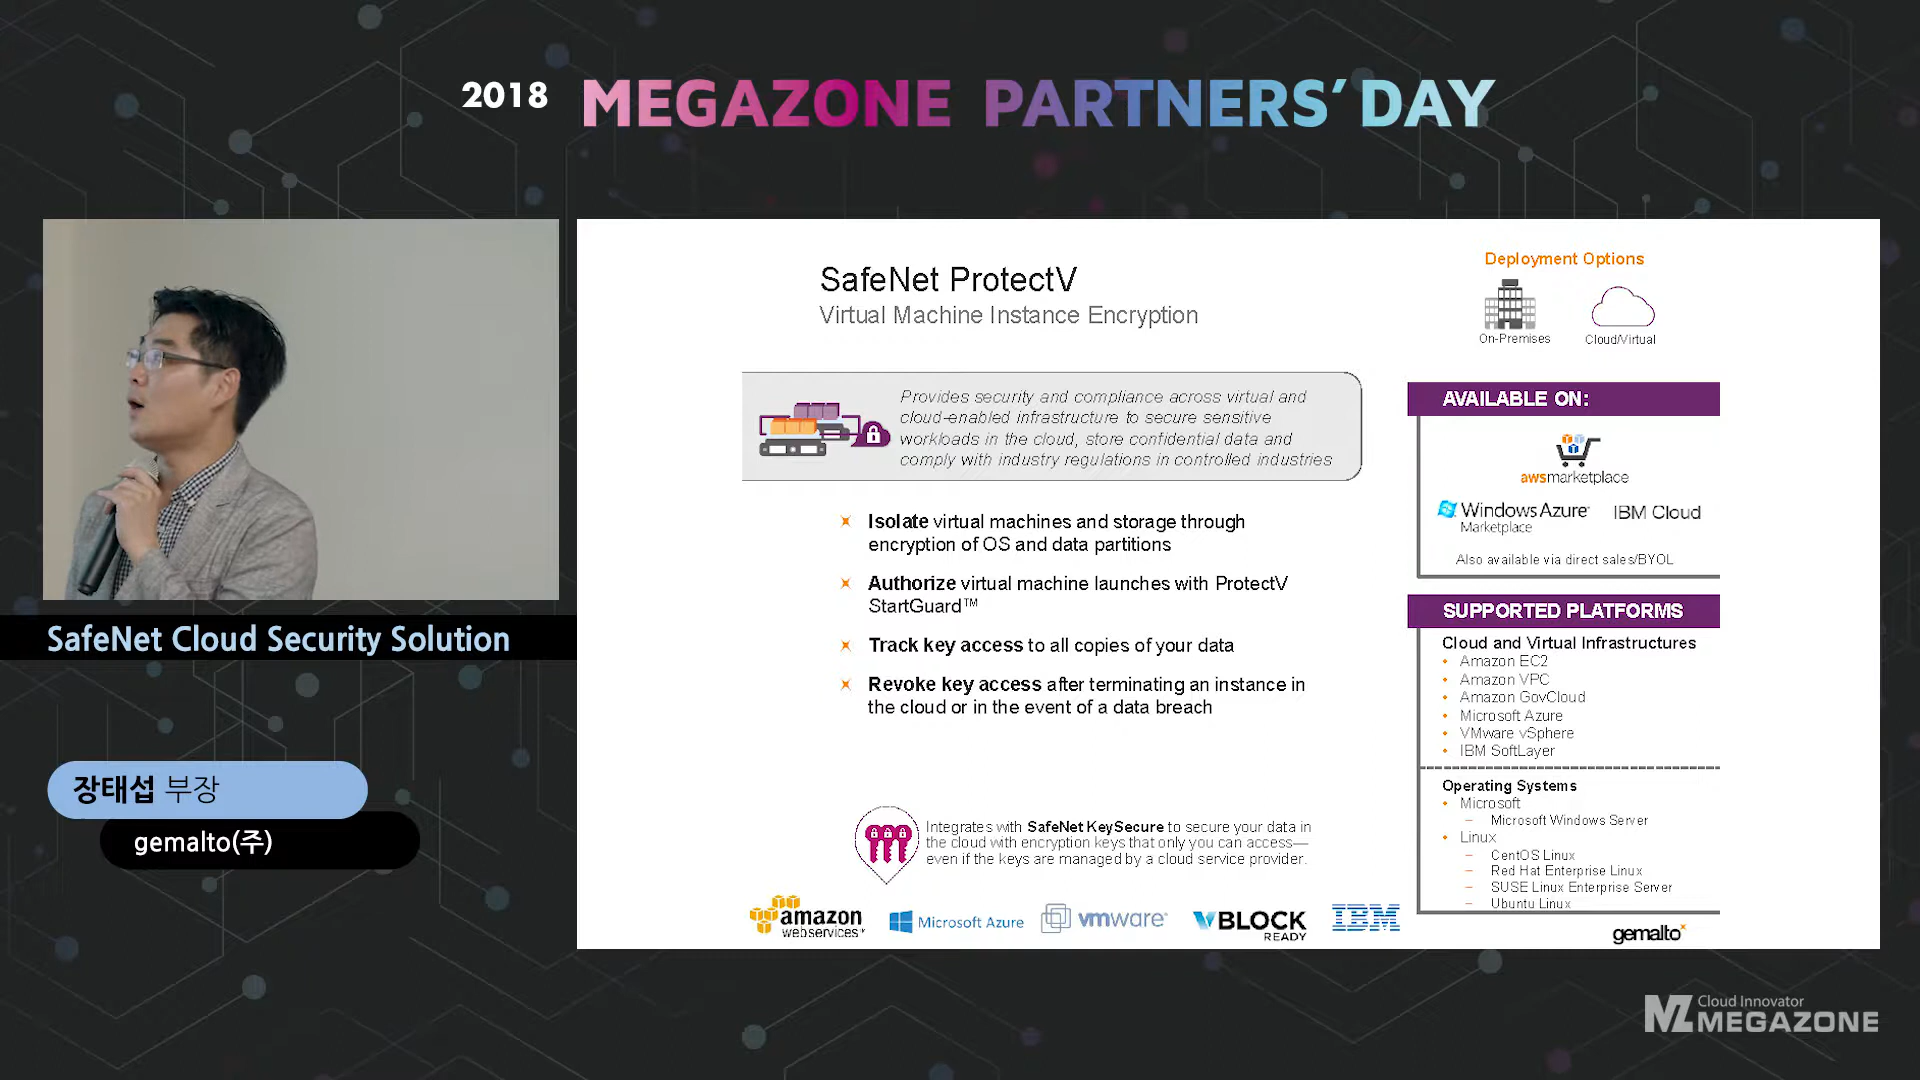 2018 MEGAZONE PARTNERS' DAY
SafeNet Cloud Security Solution
장태섭 부장
gemalto(주)
SafeNet ProtectV
Virtual Machine Instance Encryption
Provides security and compliance across virtual and
cloud-enabled infrastructure to secure sensitive
workloads in the cloud, store confidential data and
comply with industry regulations in controlled industries
Isolate virtual machines and storage through
encryption of OS and data partitions
Authorize virtual machine launches with ProtectV
StartGuard™
Track key access to all copies of your data
Revoke key access after terminating an instance in
the cloud or in the event of a data breach
Integrates with SafeNet KeySecure to secure your data in
the cloud with encryption keys that only you can access—
even if the keys are managed by a cloud service provider.
amazon
webservices™
Microsoft Azure
vmware®
VBLOCK
READY
IBM
Deployment Options
On-Premises
Cloud/Virtual
AVAILABLE ON:
awsmarketplace
Windows Azure™
Marketplace
IBM Cloud
Also available via direct sales/BYOL
SUPPORTED PLATFORMS
Cloud and Virtual Infrastructures
• Amazon EC2
• Amazon VPC
• Amazon GovCloud
• Microsoft Azure
• VMware vSphere
• IBM SoftLayer
Operating Systems
• Microsoft
– Microsoft Windows Server
• Linux
– CentOS Linux
– Red Hat Enterprise Linux
– SUSE Linux Enterprise Server
– Ubuntu Linux
gemalto
MZ Cloud Innovator
MEGAZONE